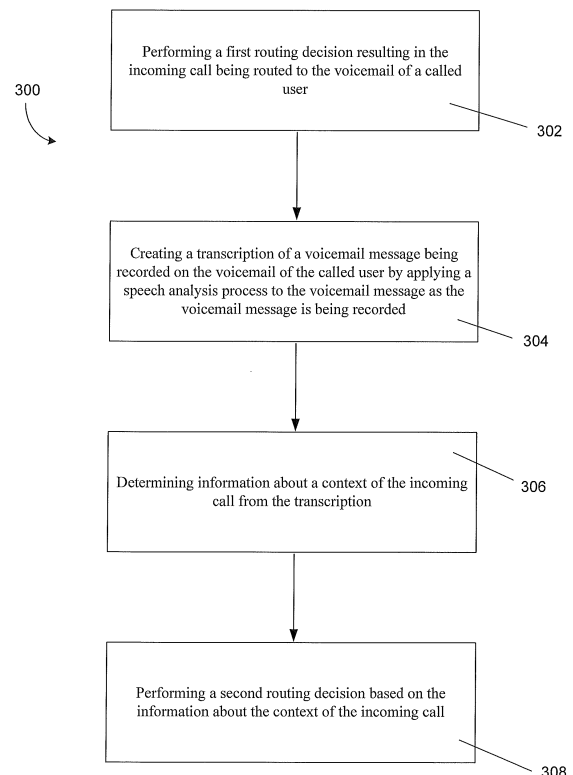 Performing a first routing decision resulting in the
incoming call being routed to the voicemail of a called
user
300
302
Creating a transcription of a voicemail message being
recorded on the voicemail of the called user by applying a
speech analysis process to the voicemail message as the
voicemail message is being recorded
304
Determining information about a context of the incoming
call from the transcription
306
Performing a second routing decision based on the
information about the context of the incoming call
308